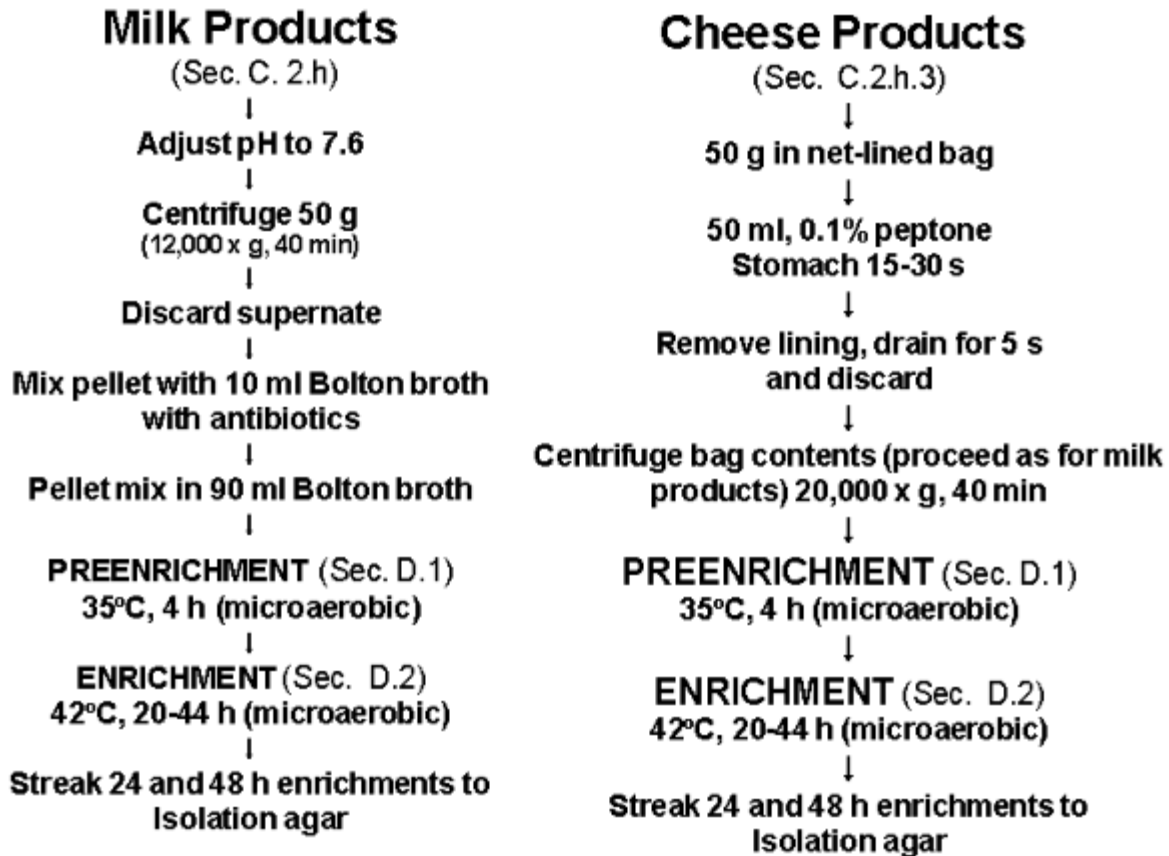 Milk Products
(Sec. C. 2.h)
↓
Adjust pH to 7.6
↓
Centrifuge 50 g
(12,000 x g, 40 min)
↓
Discard supernate
↓
Mix pellet with 10 ml Bolton broth
with antibiotics
↓
Pellet mix in 90 ml Bolton broth
↓
PREENRICHMENT (Sec. D.1)
35ºC, 4 h (microaerobic)
↓
ENRICHMENT (Sec. D.2)
42ºC, 20-44 h (microaerobic)
↓
Streak 24 and 48 h enrichments to
Isolation agar
Cheese Products
(Sec. C.2.h.3)
↓
50 g in net-lined bag
↓
50 ml, 0.1% peptone
Stomach 15-30 s
↓
Remove lining, drain for 5 s
and discard
↓
Centrifuge bag contents (proceed as for milk
products) 20,000 x g, 40 min
↓
PREENRICHMENT (Sec. D.1)
35ºC, 4 h (microaerobic)
↓
ENRICHMENT (Sec. D.2)
42ºC, 20-44 h (microaerobic)
↓
Streak 24 and 48 h enrichments to
Isolation agar